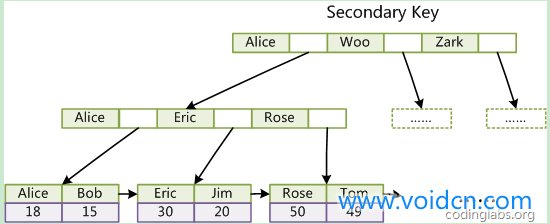 Secondary Key
Alice Woo Zark
Alice Eric Rose
...... ......
Alice Bob Eric Jim Rose Tom
18 15 30 20 50 49
www.voidcn.com
codinglabs.org